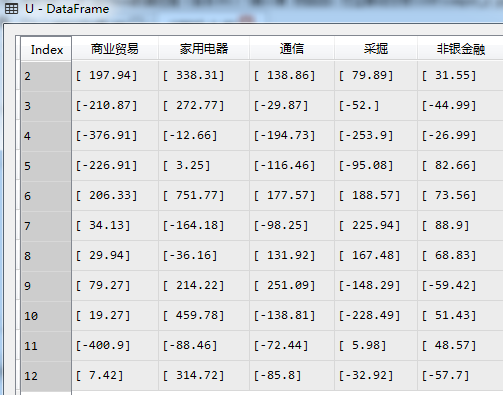 U - DataFrame
Index 商业贸易 家用电器 通信 采掘 非银金融
2 [ 197.94] [ 338.31] [ 138.86] [ 79.89] [ 31.55]
3 [-210.87] [ 272.77] [-29.87] [-52.] [-44.99]
4 [-376.91] [-12.66] [-194.73] [-253.9] [-26.99]
5 [-226.91] [ 3.25] [-116.46] [-95.08] [ 82.66]
6 [ 206.33] [ 751.77] [ 177.57] [ 188.57] [ 73.56]
7 [ 34.13] [-164.18] [-98.25] [ 225.94] [ 88.9]
8 [ 29.94] [-36.16] [ 131.92] [ 167.48] [ 68.83]
9 [ 79.27] [ 214.22] [ 251.09] [-148.29] [-59.42]
10 [ 19.27] [ 459.78] [-138.81] [-228.49] [ 51.43]
11 [-400.9] [-88.46] [-72.44] [ 5.98] [ 48.57]
12 [ 7.42] [ 314.72] [-85.8] [-32.92] [-57.7]